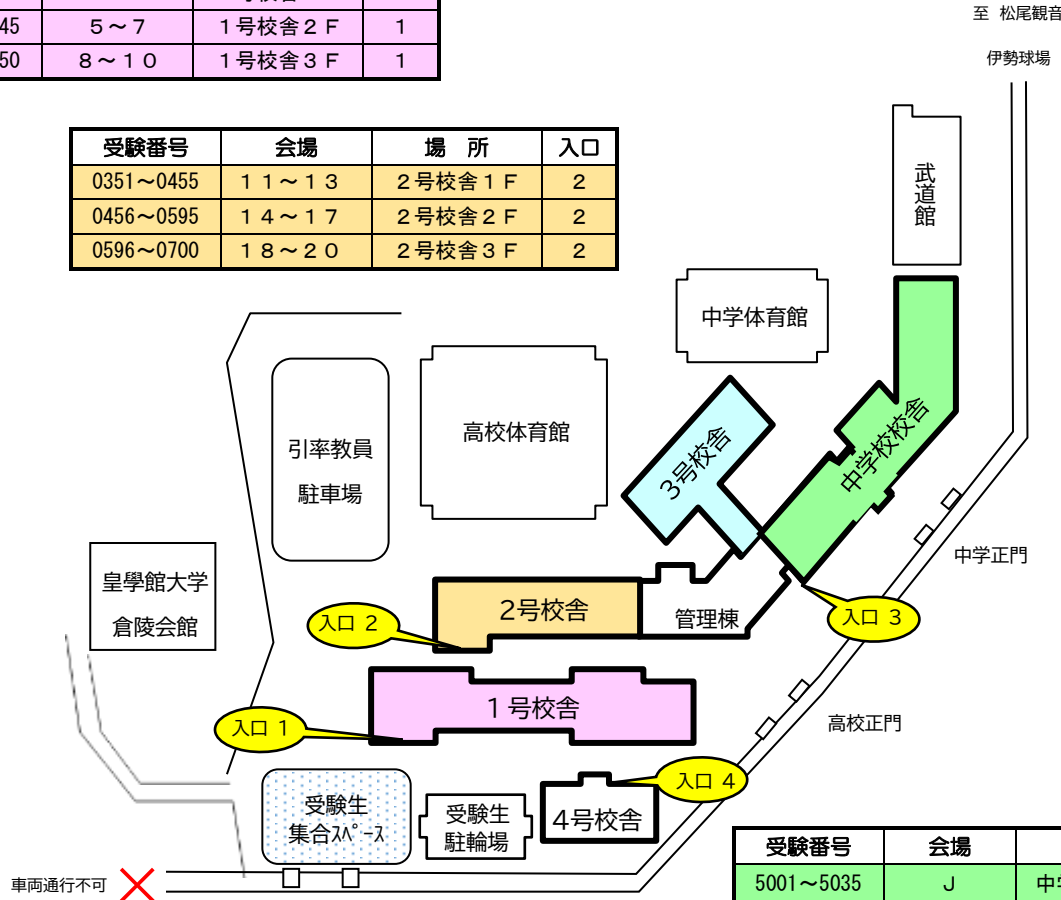 至 松尾観音
伊勢球場
45 5～7 1号校舎2F 1
50 8～10 1号校舎3F 1
受験番号 会場 場 所 入口
0351～0455 11～13 2号校舎1F 2
0456～0595 14～17 2号校舎2F 2
0596～0700 18～20 2号校舎3F 2
武道館
中学体育館
高校体育館
引率教員
駐車場
3号校舎
中学校校舎
中学正門
皇學館大学
倉陵会館
2号校舎
管理棟
入口 2
入口 3
1号校舎
入口 1
高校正門
入口 4
受験生
集合スペース
受験生
駐輪場
4号校舎
車両通行不可
受験番号 会場
5001～5035 J 中